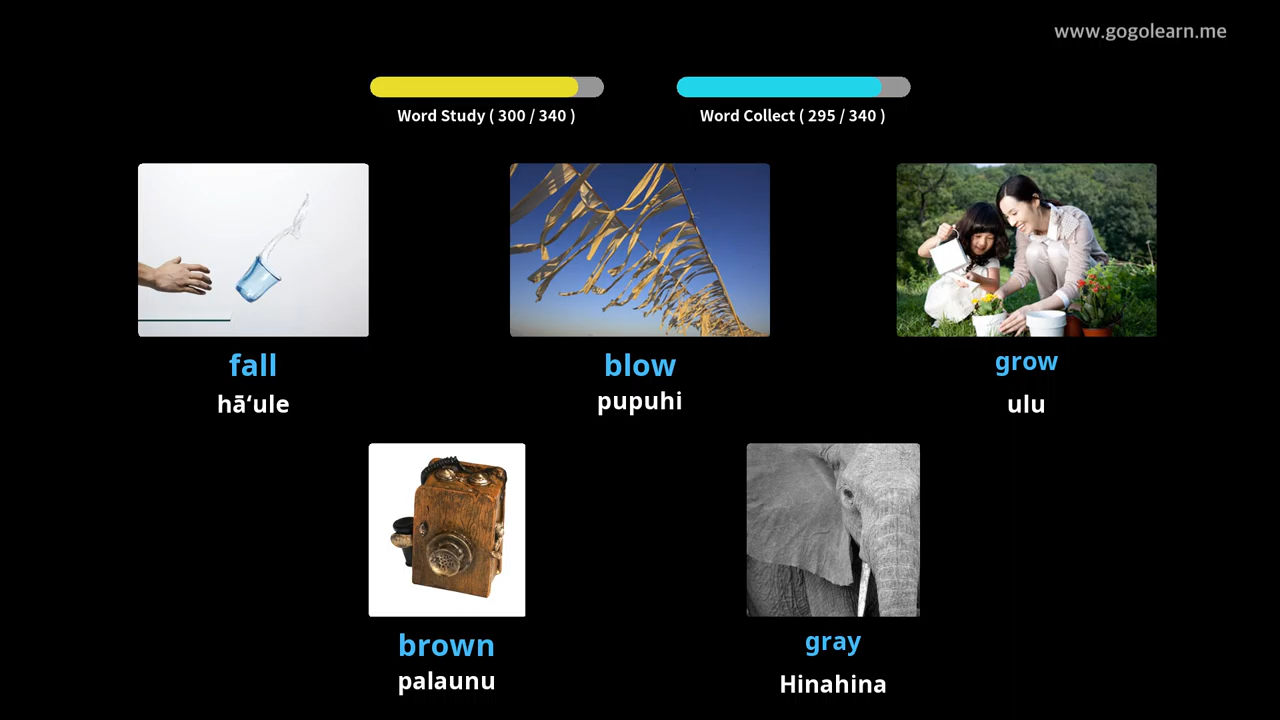 www.gogolearn.me
Word Study ( 300 / 340 )
Word Collect ( 295 / 340 )
fall
hāʻule
blow
pupuhi
grow
ulu
brown
palaunu
gray
Hinahina